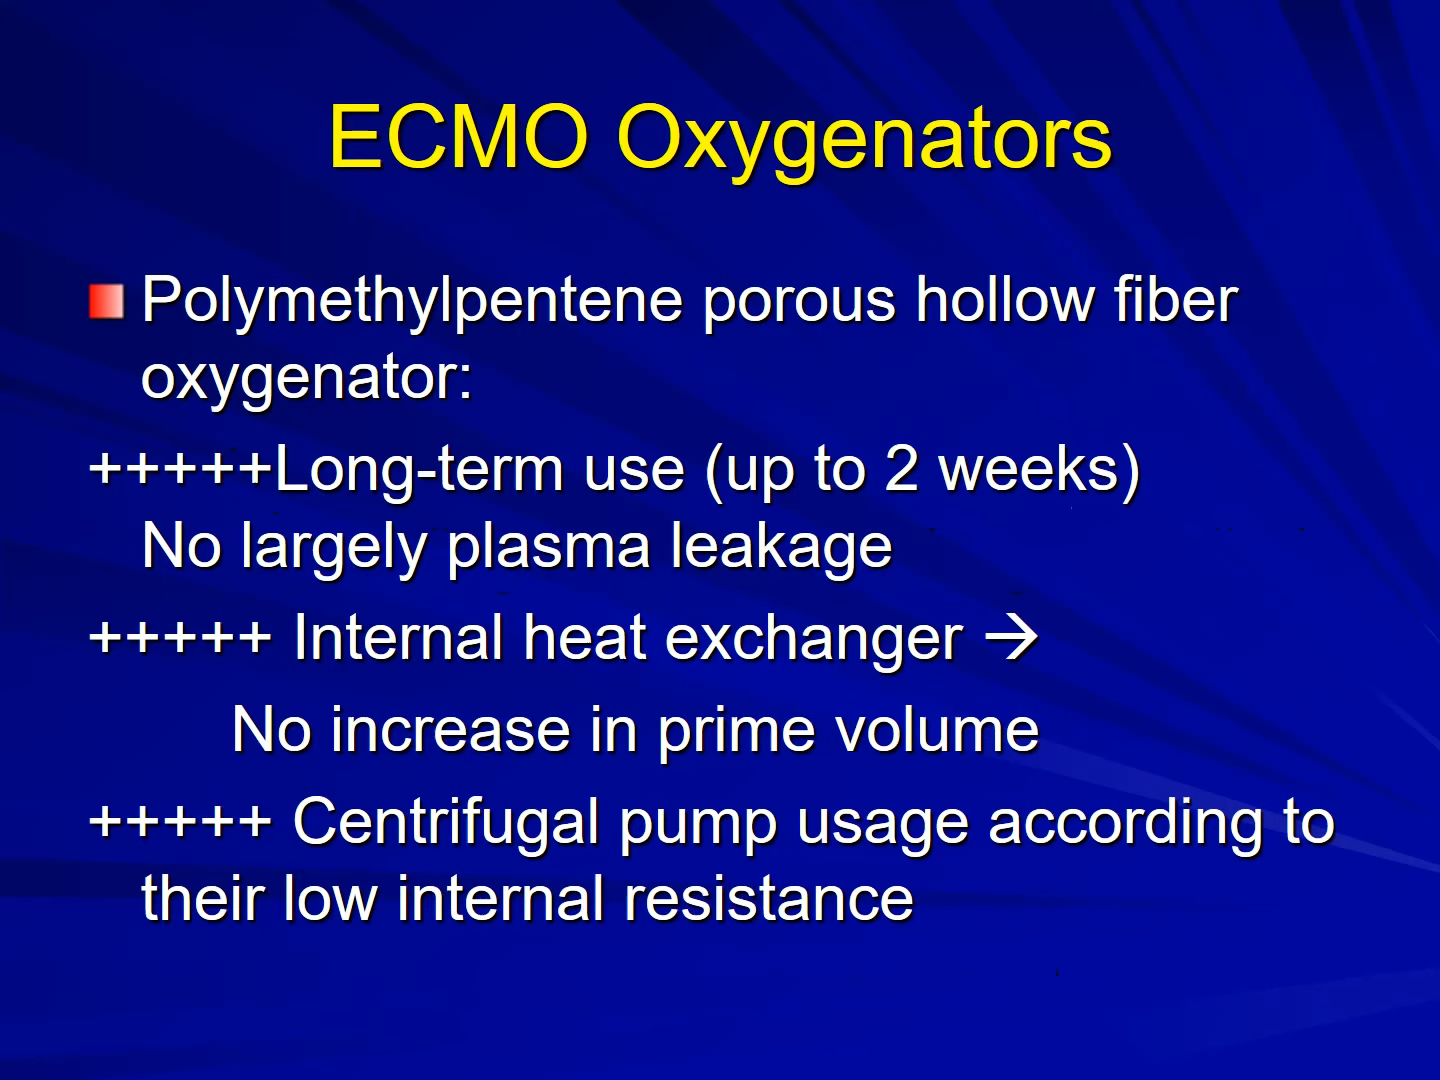 ECMO Oxygenators
Polymethylpentene porous hollow fiber
oxygenator:
+++++Long-term use (up to 2 weeks)
No largely plasma leakage
+++++ Internal heat exchanger →
No increase in prime volume
+++++ Centrifugal pump usage according to
their low internal resistance